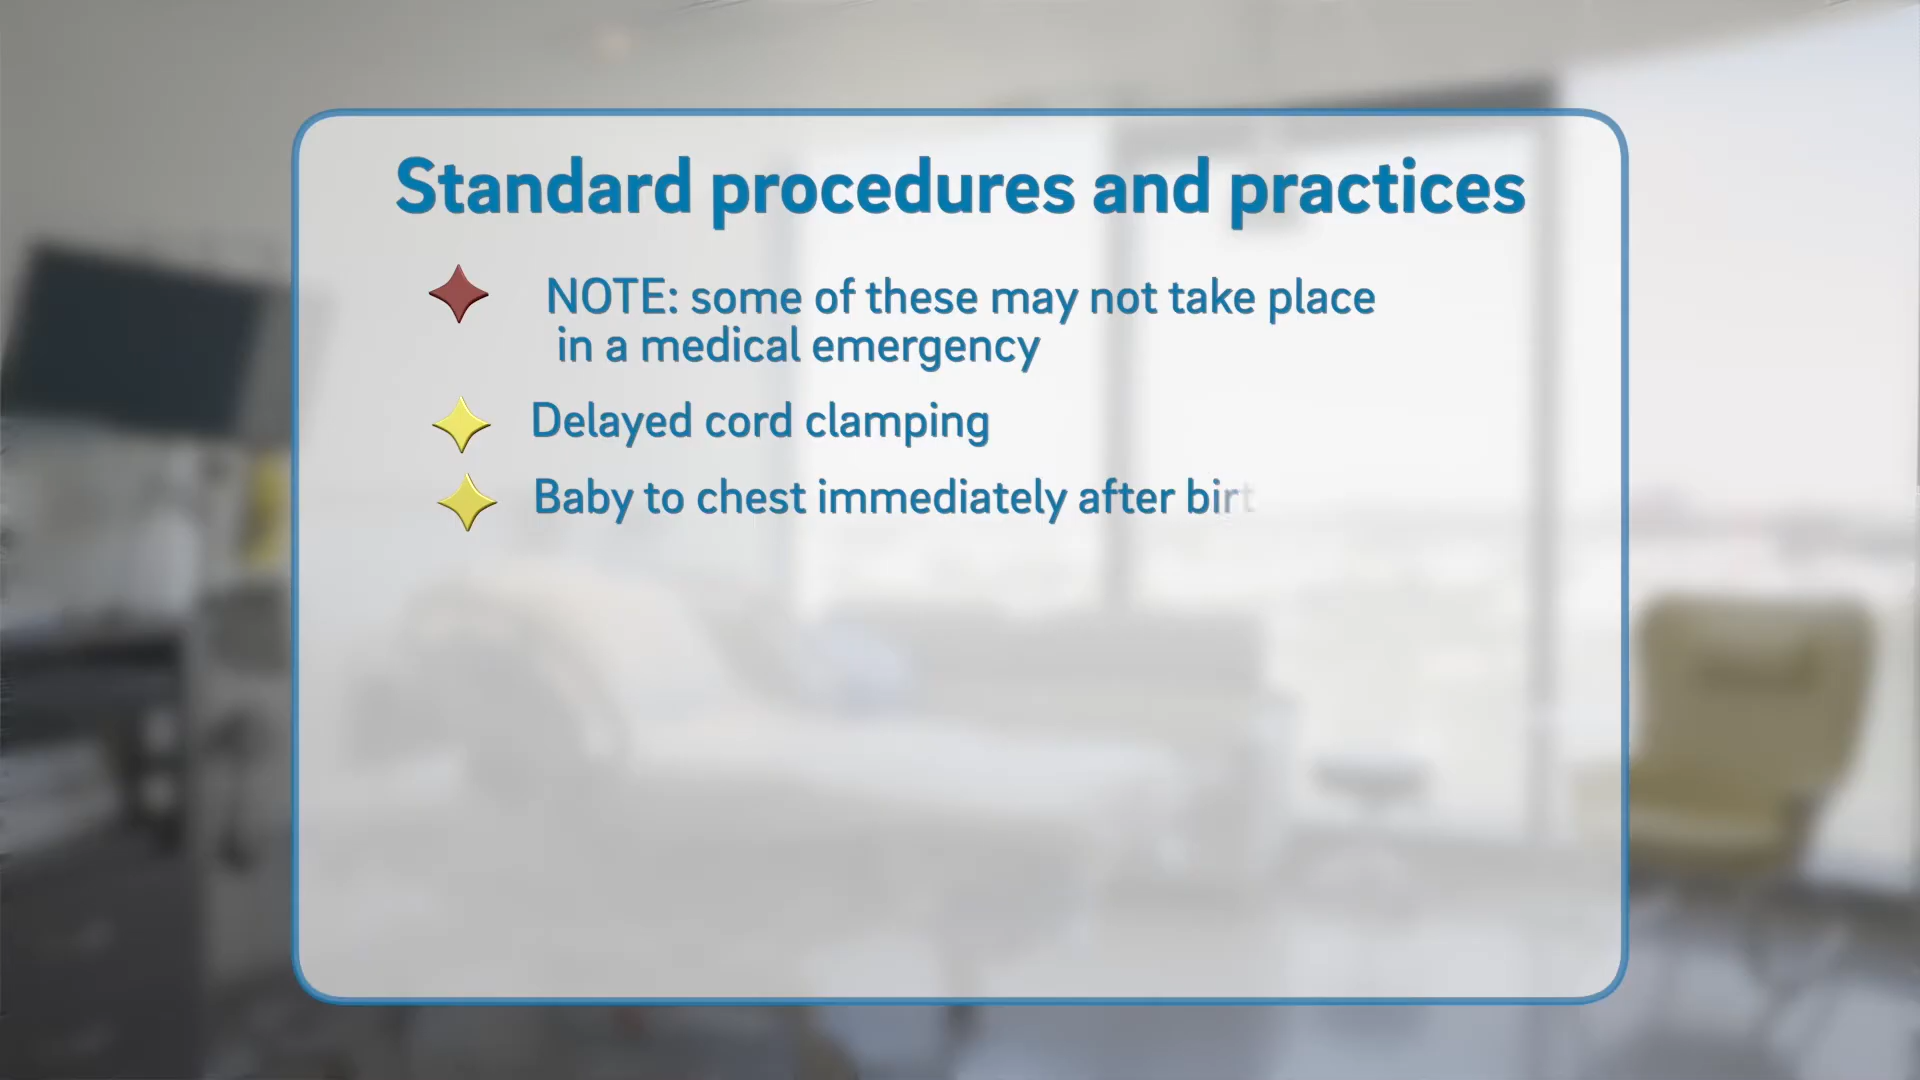 Standard procedures and practices
NOTE: some of these may not take place
in a medical emergency
Delayed cord clamping
Baby to chest immediately after birt